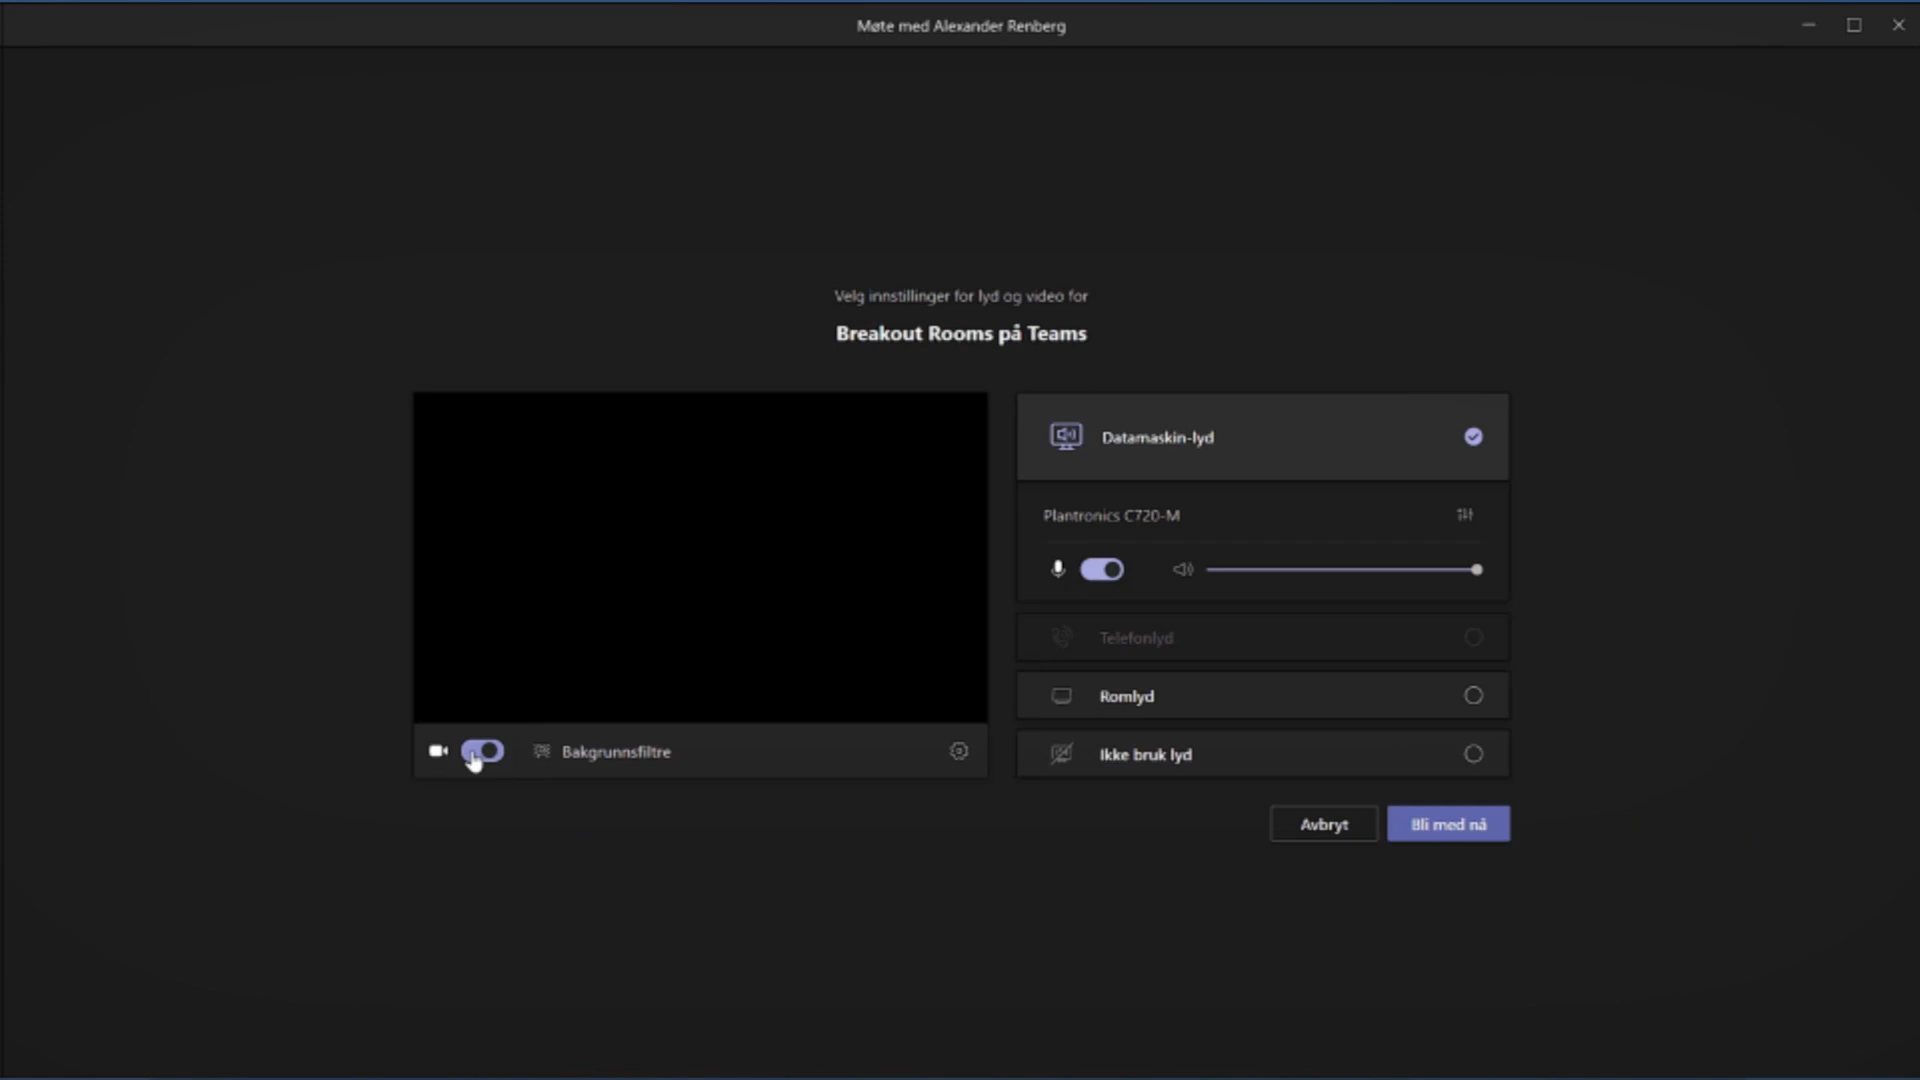 Møte med Alexander Renberg
Velg innstillinger for lyd og video for
Breakout Rooms på Teams
Datamaskin-lyd
Plantronics C720-M
Telefonlyd
Romlyd
Bakgrunnsfiltre
Ikke bruk lyd
Avbryt
Bli med nå